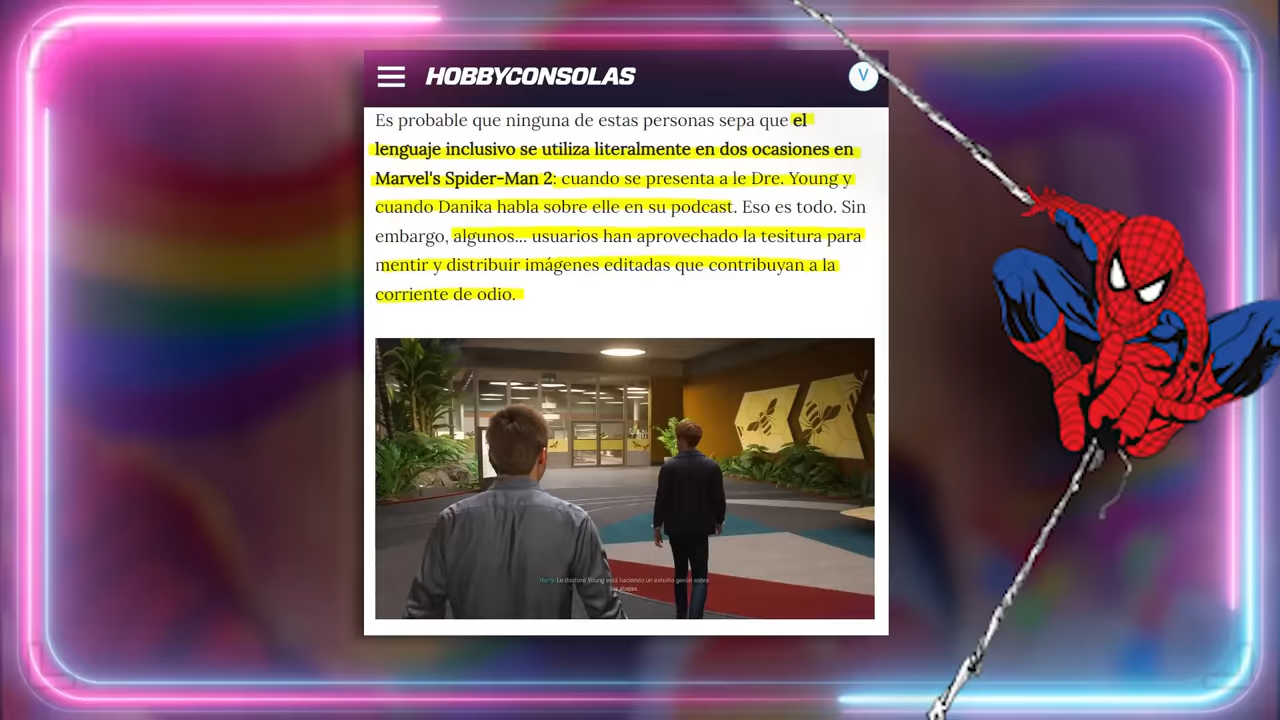 HOBBYCONSOLAS
V
Es probable que ninguna de estas personas sepa que el
lenguaje inclusivo se utiliza literalmente en dos ocasiones en
Marvel's Spider-Man 2: cuando se presenta a le Dre. Young y
cuando Danika habla sobre elle en su podcast. Eso es todo. Sin
embargo, algunos... usuarios han aprovechado la tesitura para
mentir y distribuir imágenes editadas que contribuyan a la
corriente de odio.
Harry: La doctore Young está haciendo un estudio genial sobre
las abejas.